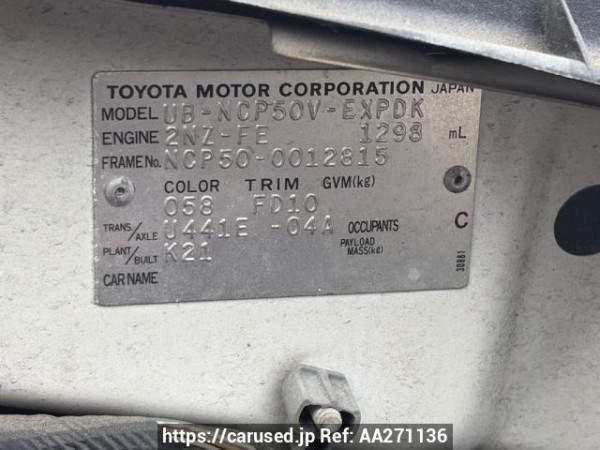 TOYOTA MOTOR CORPORATION JAPAN
MODEL UB-NCP50V-EXPDK
ENGINE 2NZ-FE 1298 mL
FRAME No. NCP50-0012815
COLOR TRIM GVM(kg)
058 FD10
TRANS/AXLE U441E -04A OCCUPANTS C
PLANT/BUILT K21 PAYLOAD MASS(kg)
CAR NAME
30881
https://carused.jp Ref: AA271136